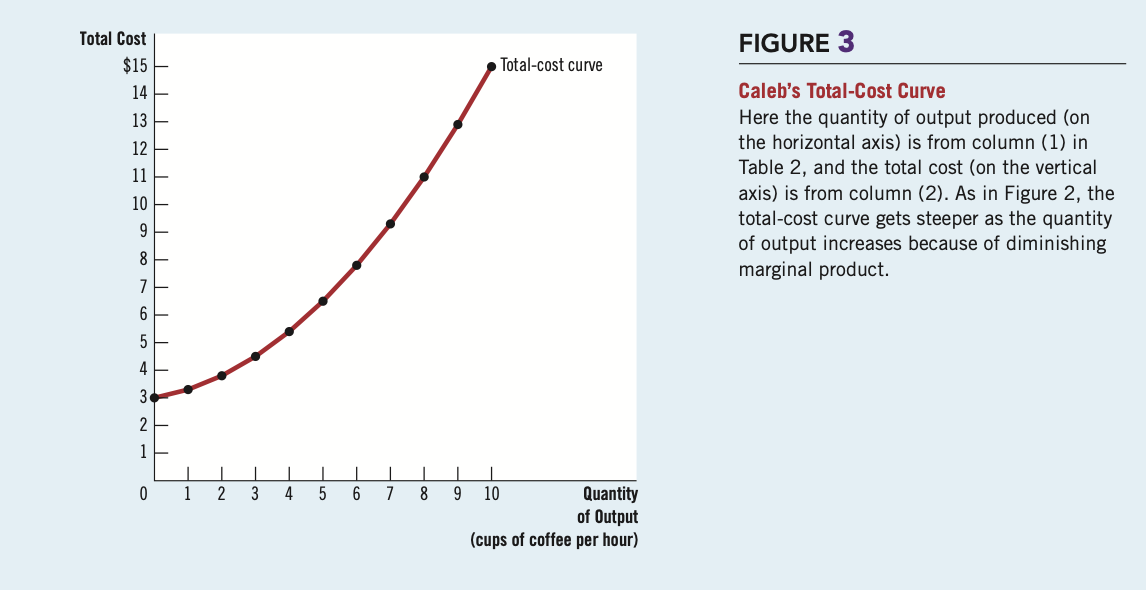 Total Cost
$15
14
13
12
11
10
9
8
7
6
5
4
3
2
1
Total-cost curve
0 1 2 3 4 5 6 7 8 9 10
Quantity
of Output
(cups of coffee per hour)
FIGURE 3
Caleb’s Total-Cost Curve
Here the quantity of output produced (on
the horizontal axis) is from column (1) in
Table 2, and the total cost (on the vertical
axis) is from column (2). As in Figure 2, the
total-cost curve gets steeper as the quantity
of output increases because of diminishing
marginal product.